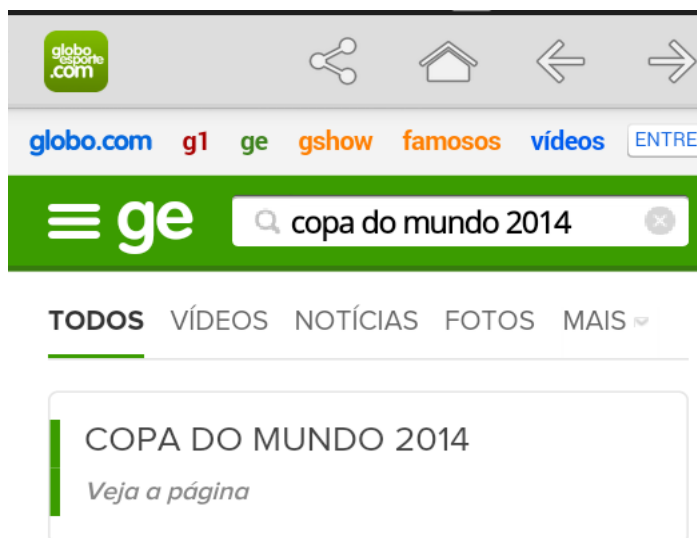 globo
esporte
.com
globo.com g1 ge gshow famosos vídeos ENTRE
ge copa do mundo 2014
TODOS VÍDEOS NOTÍCIAS FOTOS MAIS
COPA DO MUNDO 2014
Veja a página